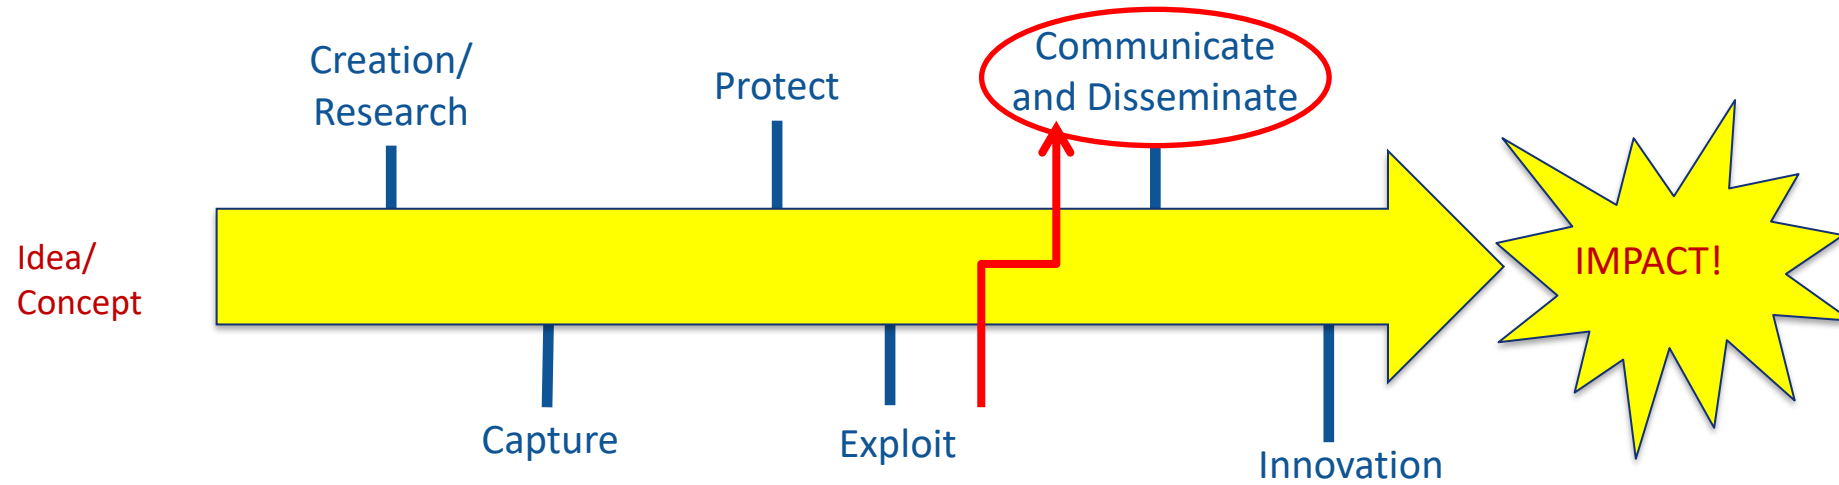 Creation/
Research
Protect
Communicate
and Disseminate
Idea/
Concept
IMPACT!
Capture
Exploit
Innovation